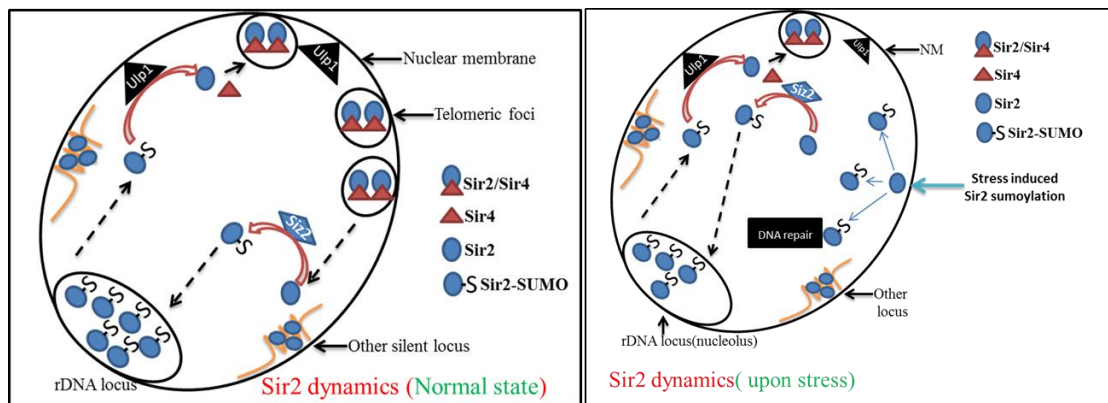 Ulp1
Ulp1
Nuclear membrane
Telomeric foci
S
Sir2/Sir4
Sir4
Sir2
S Sir2-SUMO
Siz2
S
S
S
S
S
S
S
S
Other silent locus
rDNA locus
Sir2 dynamics (Normal state)
Ulp1
Ulp1
NM
Sir2/Sir4
Sir4
Sir2
S Sir2-SUMO
Siz2
S
S
S
S
Stress induced
Sir2 sumoylation
S
DNA repair
S
S
S
S
S
Other
locus
rDNA locus(nucleolus)
Sir2 dynamics( upon stress)